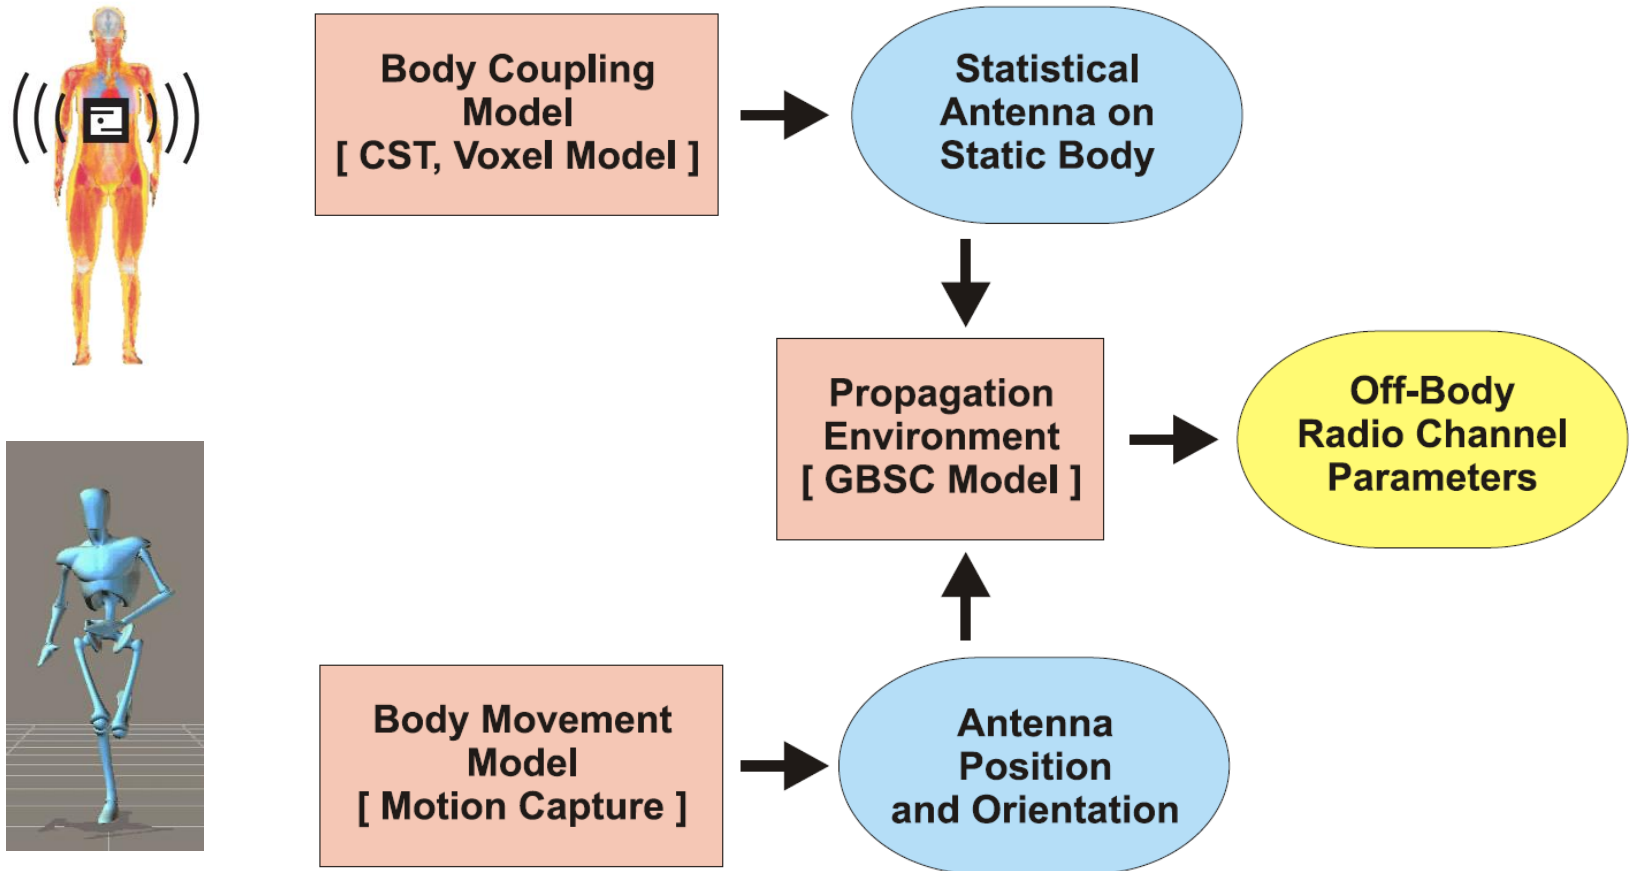 Body Coupling
Model
[ CST, Voxel Model ]
Statistical
Antenna on
Static Body
Propagation
Environment
[ GBSC Model ]
Off-Body
Radio Channel
Parameters
Body Movement
Model
[ Motion Capture ]
Antenna
Position
and Orientation